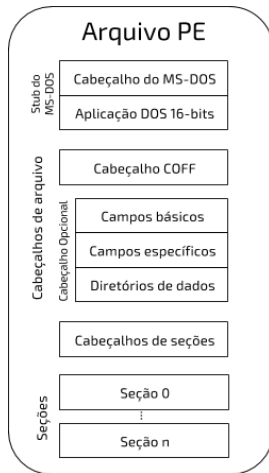 Arquivo PE
Stub do
MS-DOS
Cabeçalho do MS-DOS
Aplicação DOS 16-bits
Cabeçalhos de arquivo
Cabeçalho COFF
Cabeçalho Opcional
Campos básicos
Campos específicos
Diretórios de dados
Cabeçalhos de seções
Seções
Seção 0
...
Seção n